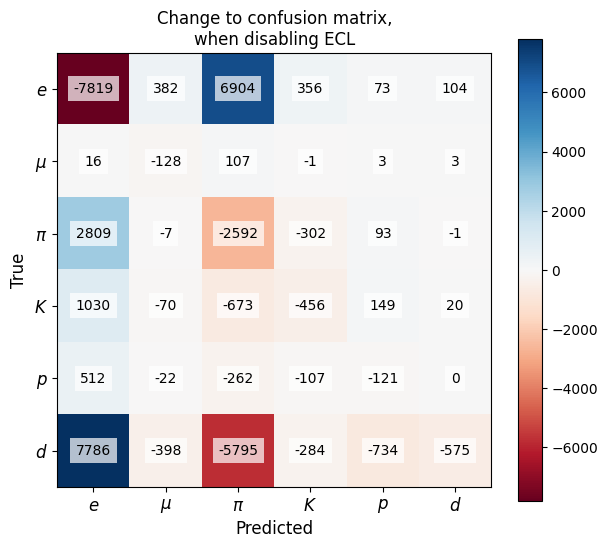 Change to confusion matrix,
when disabling ECL
e -7819 382 6904 356 73 104
μ 16 -128 107 -1 3 3
π 2809 -7 -2592 -302 93 -1
K 1030 -70 -673 -456 149 20
p 512 -22 -262 -107 -121 0
d 7786 -398 -5795 -284 -734 -575
e μ π K p d
Predicted
True
6000
4000
2000
0
−2000
−4000
−6000